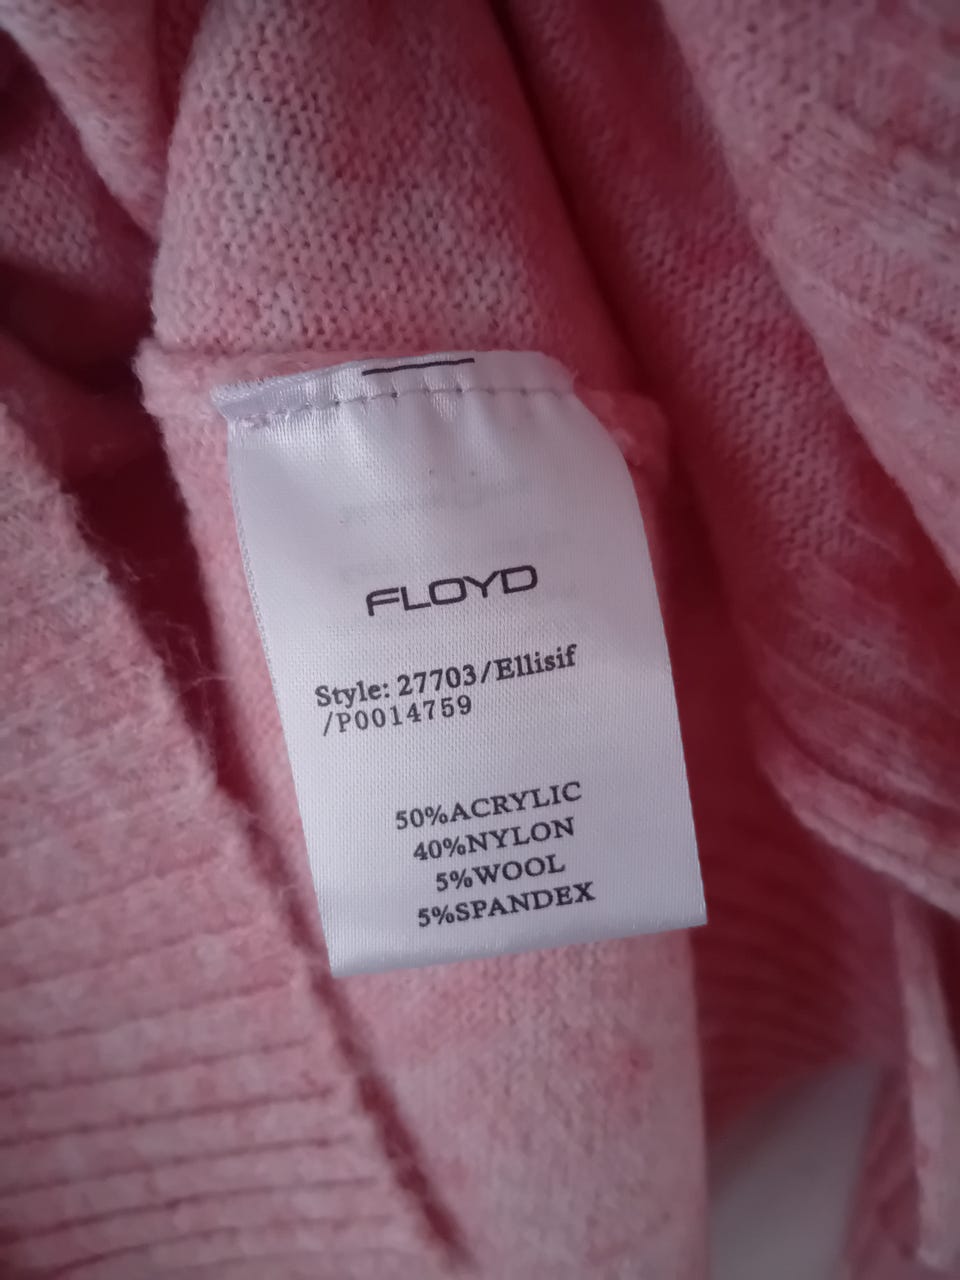 FLOYD
Style: 27703/Ellisif
/P0014759
50%ACRYLIC
40%NYLON
5%WOOL
5%SPANDEX